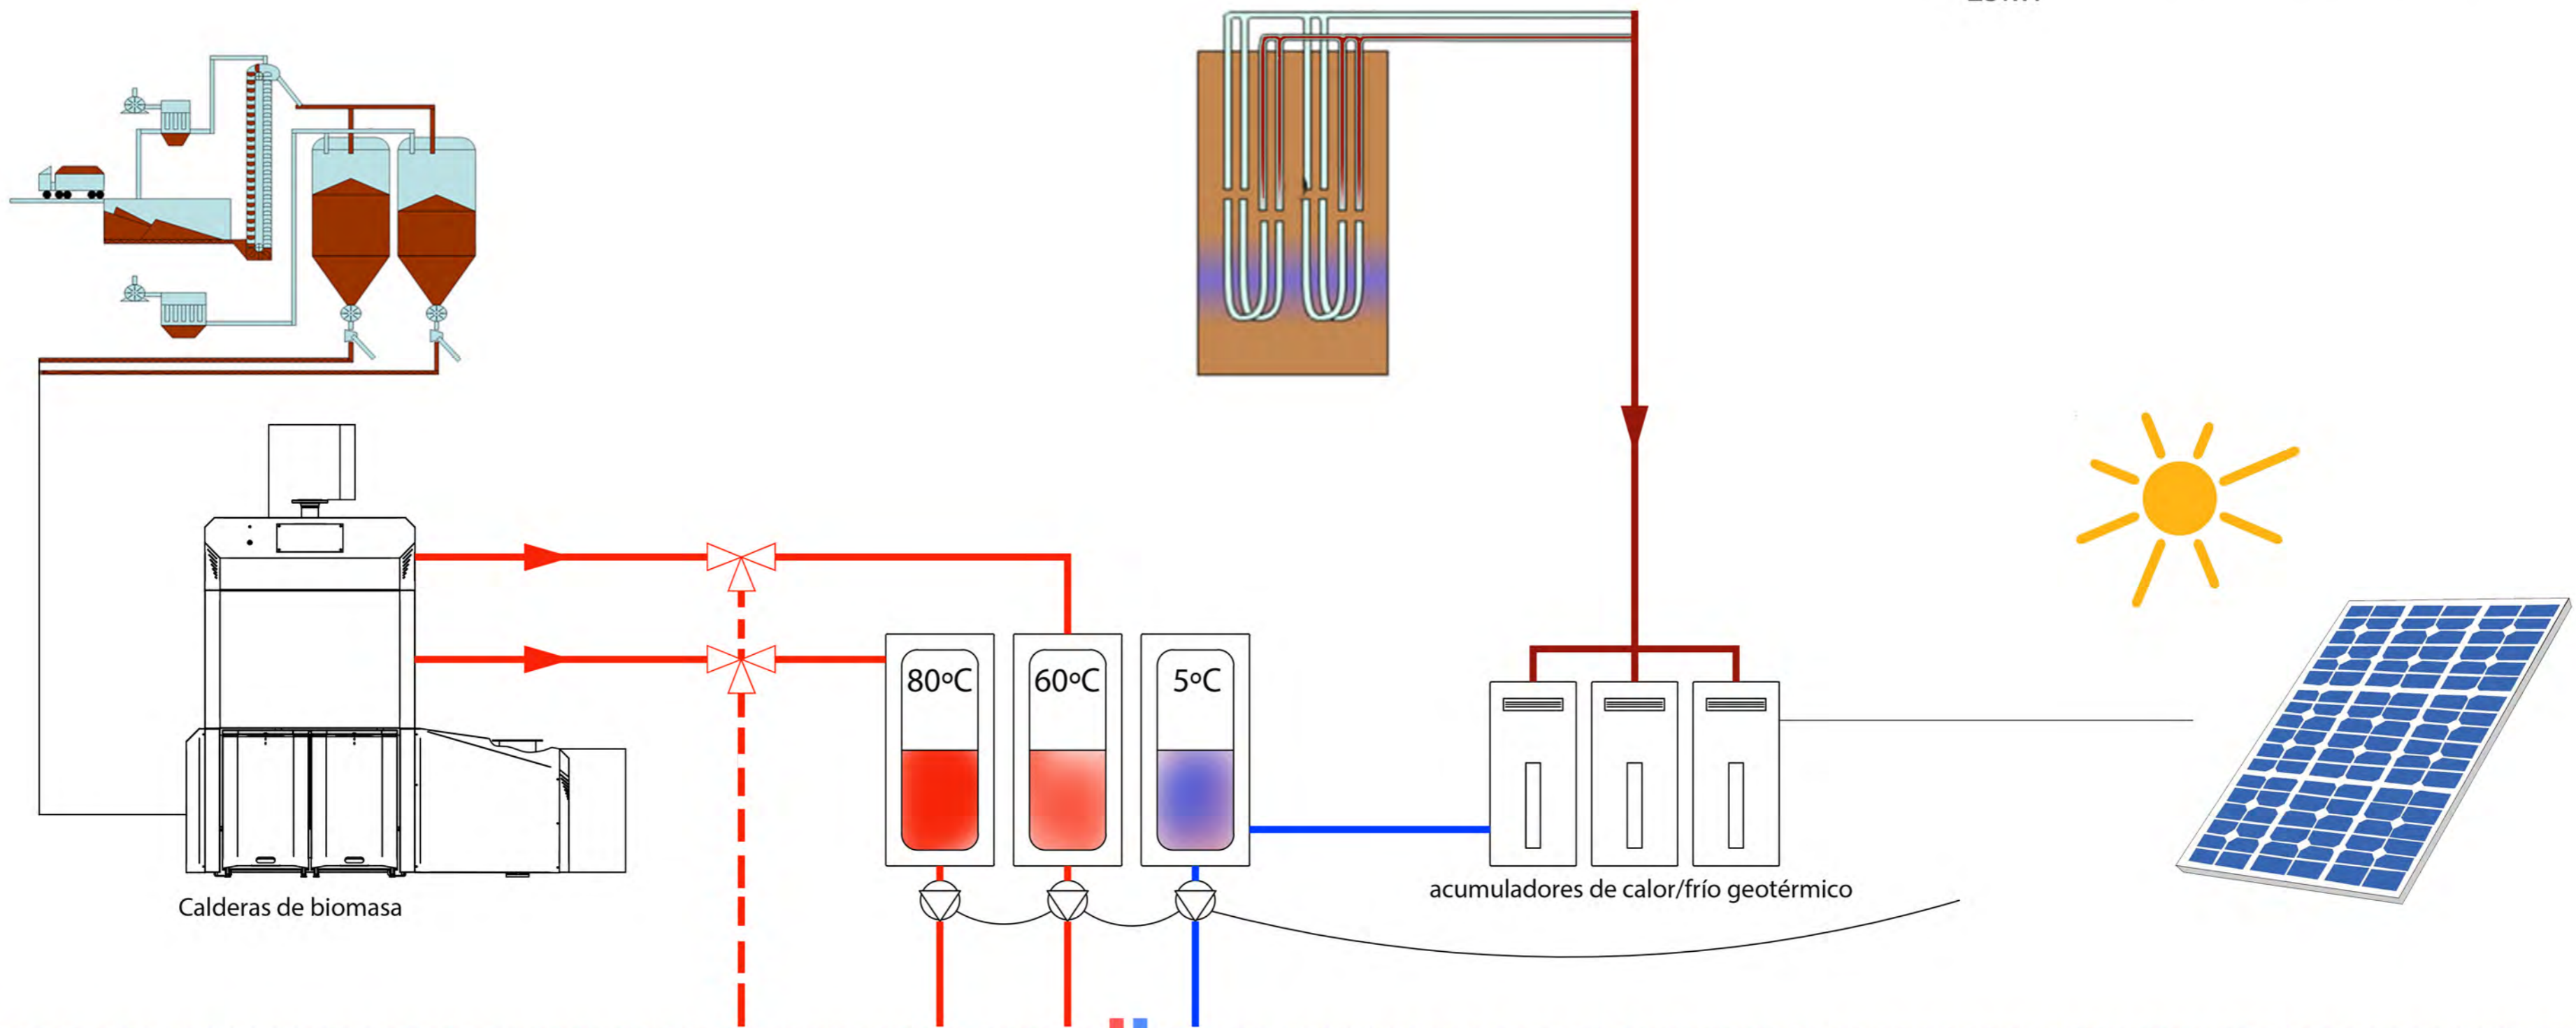 80ºC
60ºC
5ºC
acumuladores de calor/frío geotérmico
Calderas de biomasa